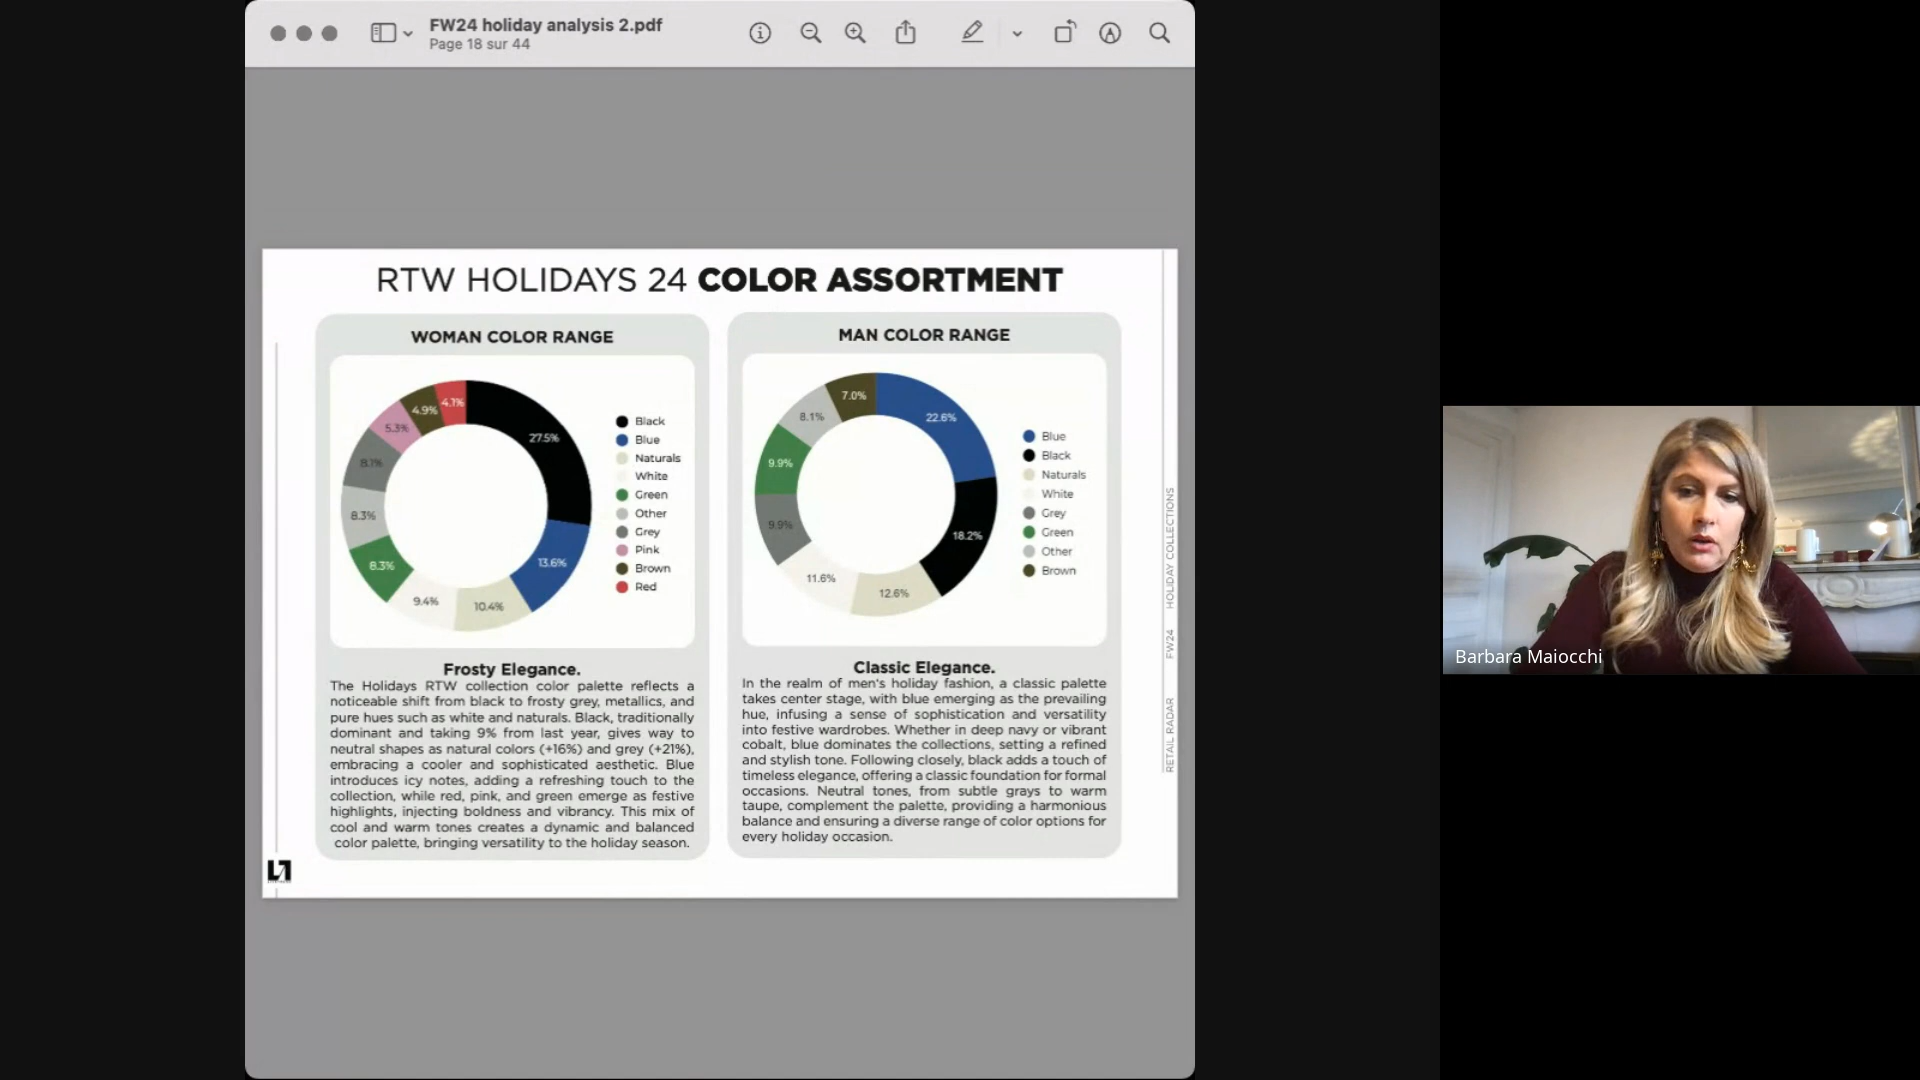 FW24 holiday analysis 2.pdf
Page 18 sur 44
RTW HOLIDAYS 24 COLOR ASSORTMENT
WOMAN COLOR RANGE
27.5%
13.6%
10.4%
9.4%
8.3%
8.3%
8.1%
5.3%
4.9%
4.1%
Black
Blue
Naturals
White
Green
Other
Grey
Pink
Brown
Red
Frosty Elegance.
The Holidays RTW collection color palette reflects a
noticeable shift from black to frosty grey, metallics, and
pure hues such as white and naturals. Black, traditionally
dominant and taking 9% from last year, gives way to
neutral shapes as natural colors (+16%) and grey (+21%),
embracing a cooler and sophisticated aesthetic. Blue
introduces icy notes, adding a refreshing touch to the
collection, while red, pink, and green emerge as festive
highlights, injecting boldness and vibrancy. This mix of
cool and warm tones creates a dynamic and balanced
color palette, bringing versatility to the holiday season.
MAN COLOR RANGE
22.6%
18.2%
12.6%
11.6%
9.9%
9.9%
8.1%
7.0%
Blue
Black
Naturals
White
Grey
Green
Other
Brown
Classic Elegance.
In the realm of men's holiday fashion, a classic palette
takes center stage, with blue emerging as the prevailing
hue, infusing a sense of sophistication and versatility
into festive wardrobes. Whether in deep navy or vibrant
cobalt, blue dominates the collections, setting a refined
and stylish tone. Following closely, black adds a touch of
timeless elegance, offering a classic foundation for formal
occasions. Neutral tones, from subtle grays to warm
taupe, complement the palette, providing a harmonious
balance and ensuring a diverse range of color options for
every holiday occasion.
RETAIL RADAR FW24 HOLIDAY COLLECTIONS
Barbara Maiocchi